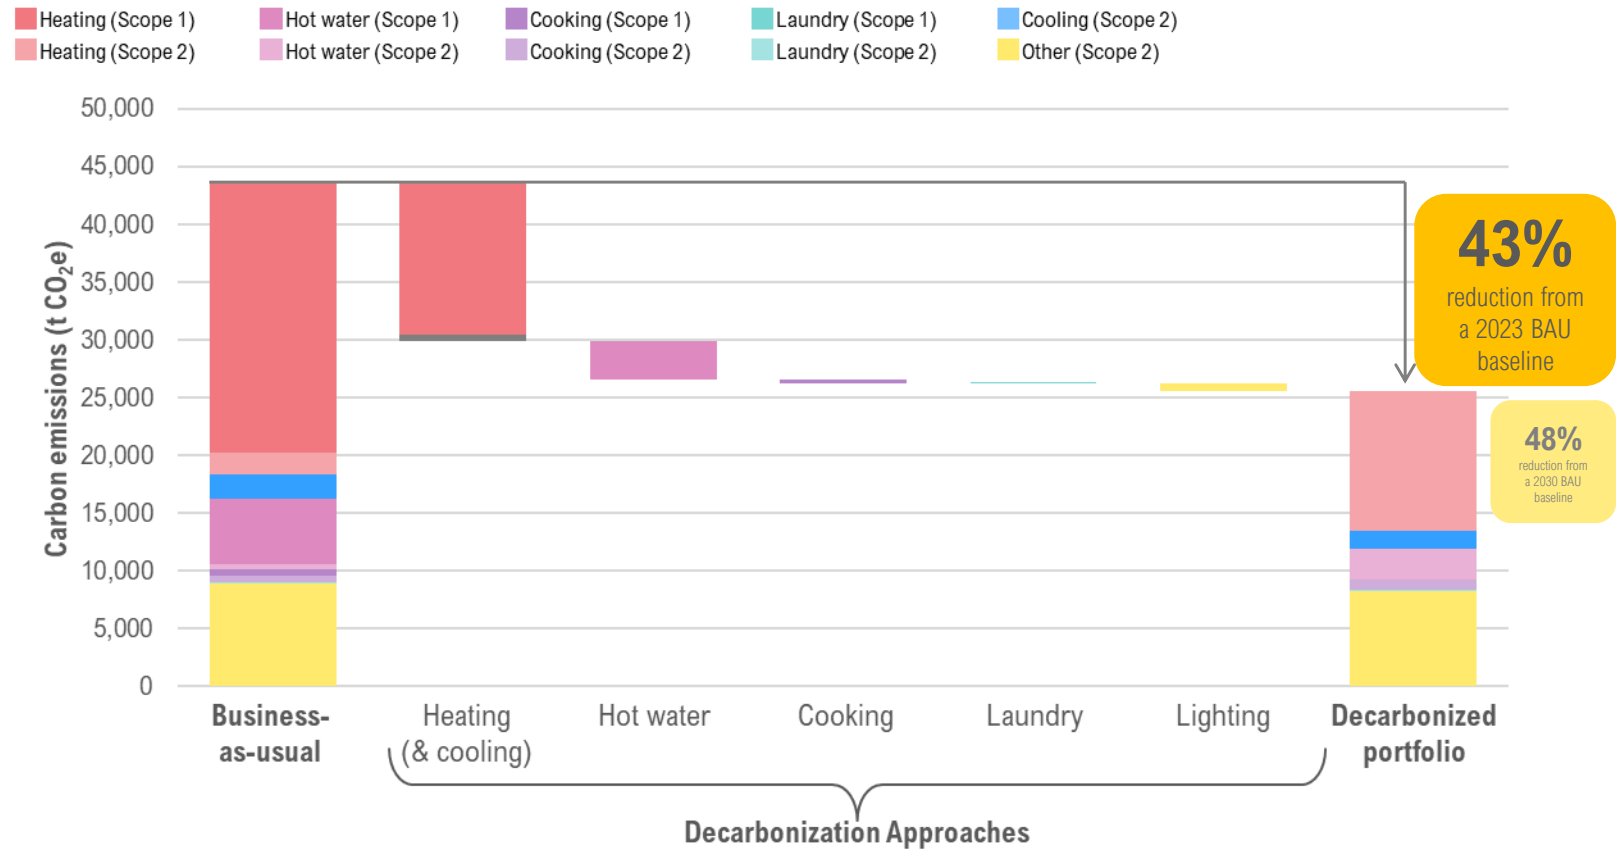 Heating (Scope 1)
Hot water (Scope 1)
Cooking (Scope 1)
Laundry (Scope 1)
Cooling (Scope 2)
Heating (Scope 2)
Hot water (Scope 2)
Cooking (Scope 2)
Laundry (Scope 2)
Other (Scope 2)
Carbon emissions (t CO₂e)
50,000
45,000
40,000
35,000
30,000
25,000
20,000
15,000
10,000
5,000
0
43%
reduction from
a 2023 BAU
baseline
48%
reduction from
a 2030 BAU
baseline
Business-
as-usual
Heating
(& cooling)
Hot water
Cooking
Laundry
Lighting
Decarbonized
portfolio
Decarbonization Approaches